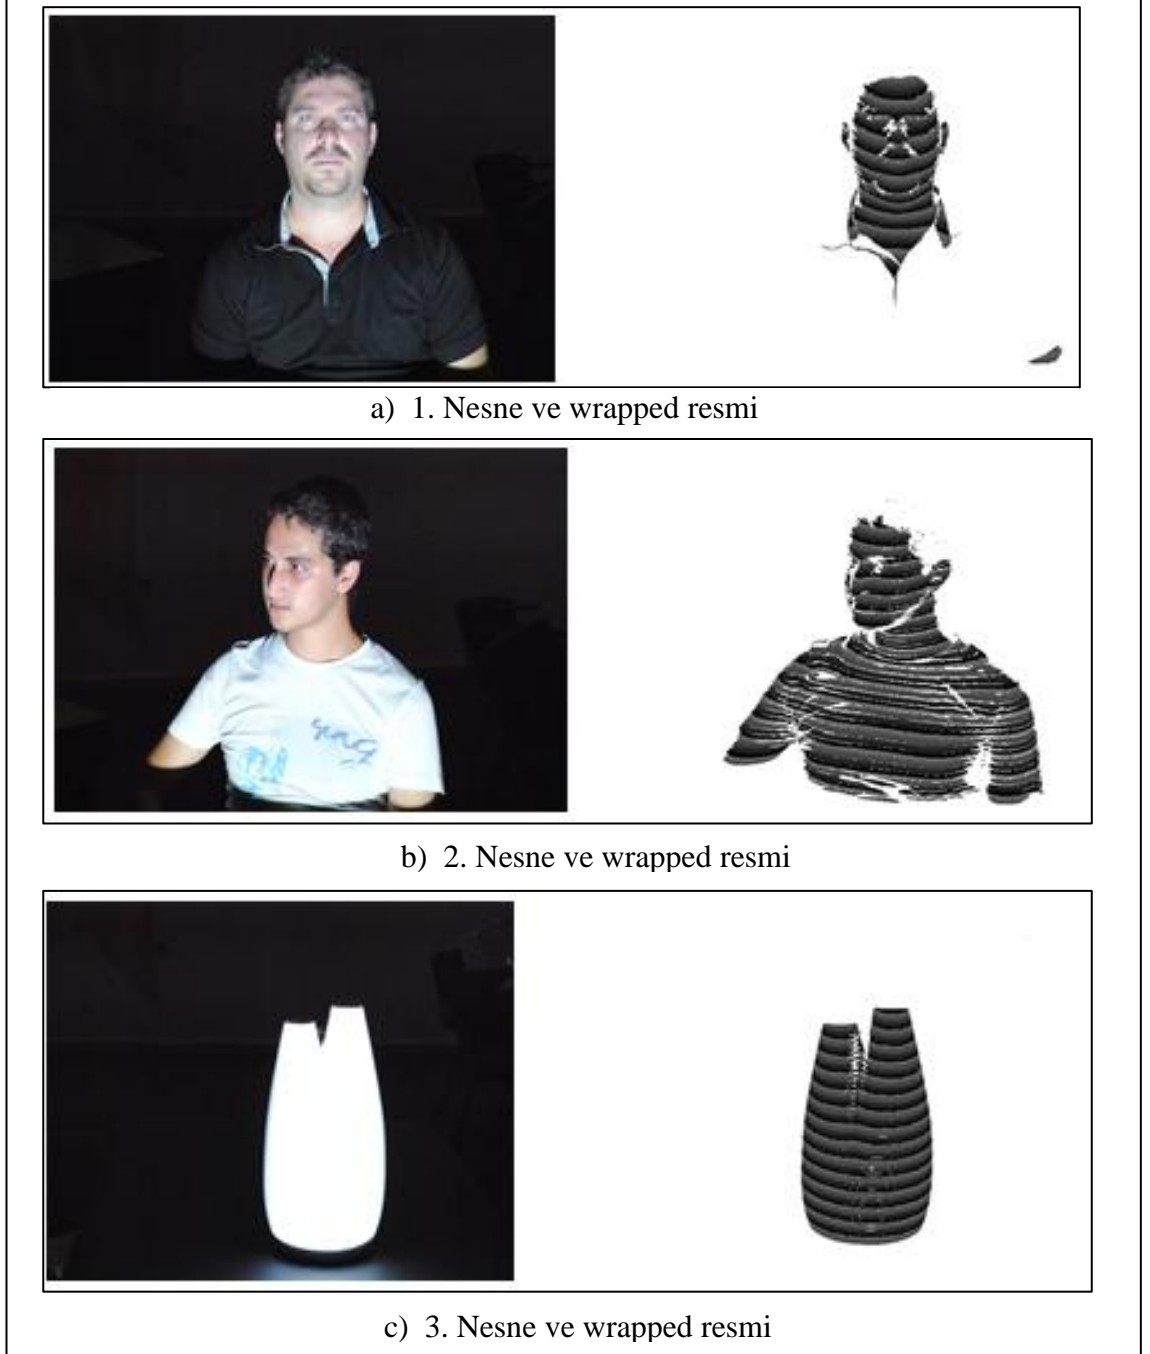 a) 1. Nesne ve wrapped resmi
b) 2. Nesne ve wrapped resmi
c) 3. Nesne ve wrapped resmi